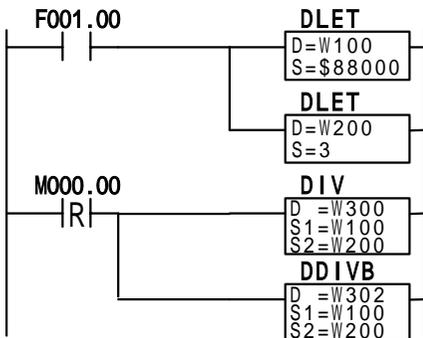 F001.00
DLET
D=W100
S=$88000
DLET
D=W200
S=3
M000.00
R
DIV
D =W300
S1=W100
S2=W200
DDIVB
D =W302
S1=W100
S2=W200